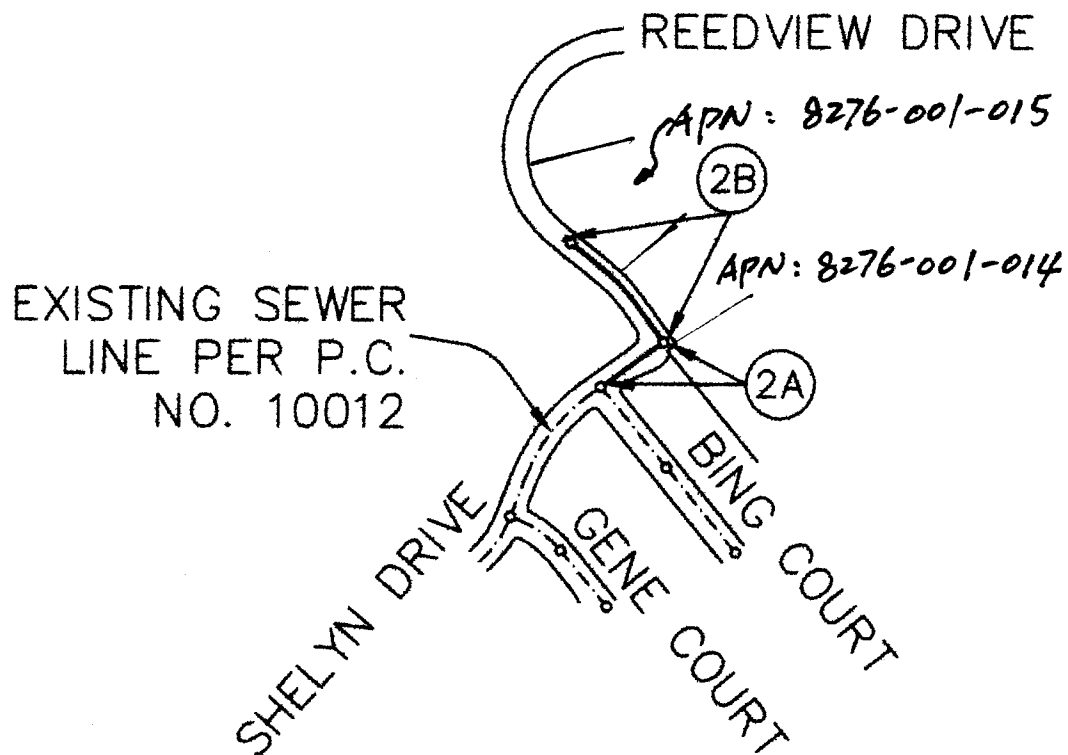 REEDVIEW DRIVE
APN: 8276-001-015
2B
APN: 8276-001-014
EXISTING SEWER
LINE PER P.C.
NO. 10012
2A
BING COURT
GENE COURT
SHELYN DRIVE